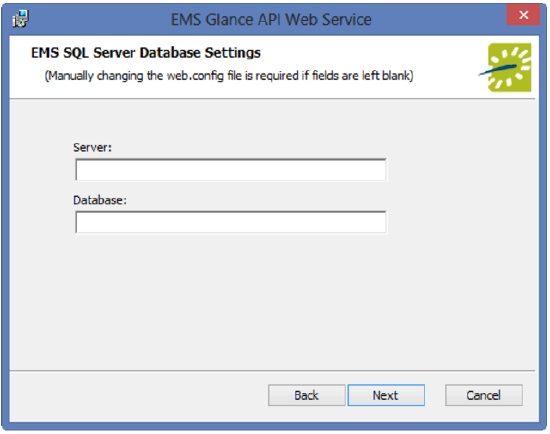 EMS Glance API Web Service
EMS SQL Server Database Settings
(Manually changing the web.config file is required if fields are left blank)
Server:
Database:
Back Next Cancel